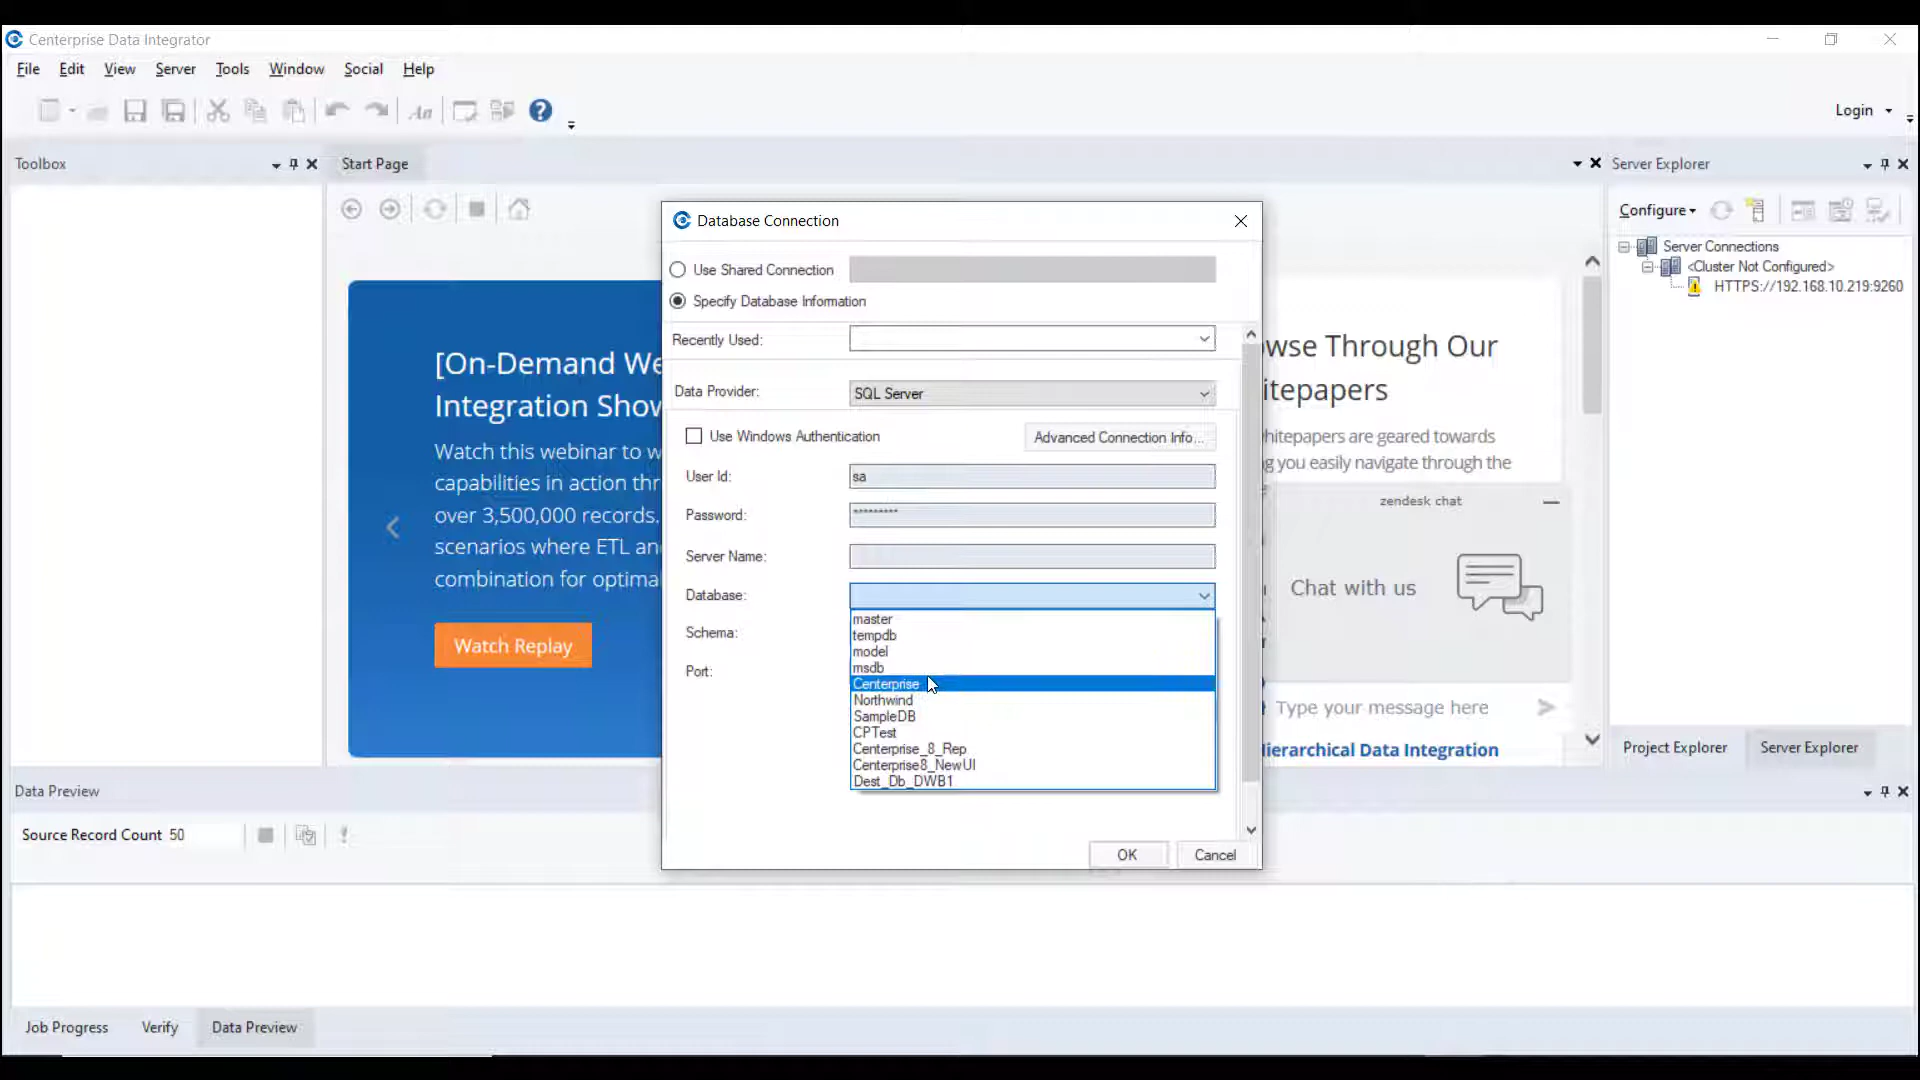 Centerprise Data Integrator
File Edit View Server Tools Window Social Help
Login
Toolbox
Start Page
Server Explorer
Configure
Server Connections
<Cluster Not Configured>
HTTPS://192.168.10.219:9260
[On-Demand We
Integration Show
Watch this webinar to w
capabilities in action thr
over 3,500,000 records.
scenarios where ETL an
combination for optima
Watch Replay
Database Connection
Use Shared Connection
Specify Database Information
Recently Used:
Data Provider: SQL Server
Use Windows Authentication
Advanced Connection Info...
User Id: sa
Password: *********
Server Name:
Database:
Schema:
Port:
master
tempdb
model
msdb
Centerprise
Northwind
SampleDB
CPTest
Centerprise_8_Rep
Centerprise8_NewUI
Dest_Db_DWB1
OK Cancel
wse Through Our
itepapers
hitepapers are geared towards
g you easily navigate through the
zendesk chat
Chat with us
Type your message here
Hierarchical Data Integration
Project Explorer Server Explorer
Data Preview
Source Record Count 50
Job Progress Verify Data Preview